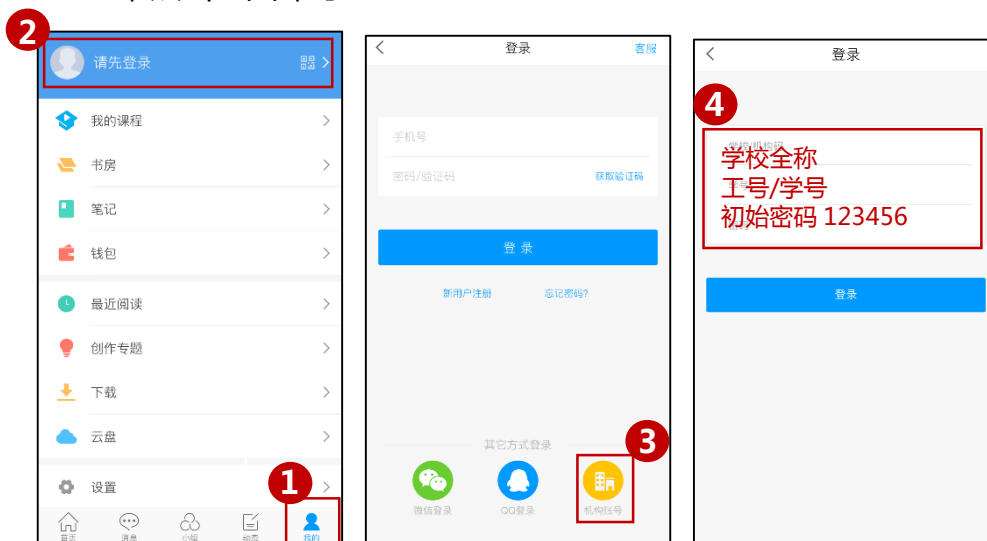 2
请先登录
我的课程
书房
笔记
钱包
最近阅读
创作专题
下载
云盘
设置
1
首页 消息 小组 动态 我的
登录 客服
手机号
密码/验证码 获取验证码
登 录
新用户注册 忘记密码?
其它方式登录
3
微信登录 QQ登录 机构账号
登录
4
学校/机构码
学校全称
工号/学号
初始密码 123456
登录